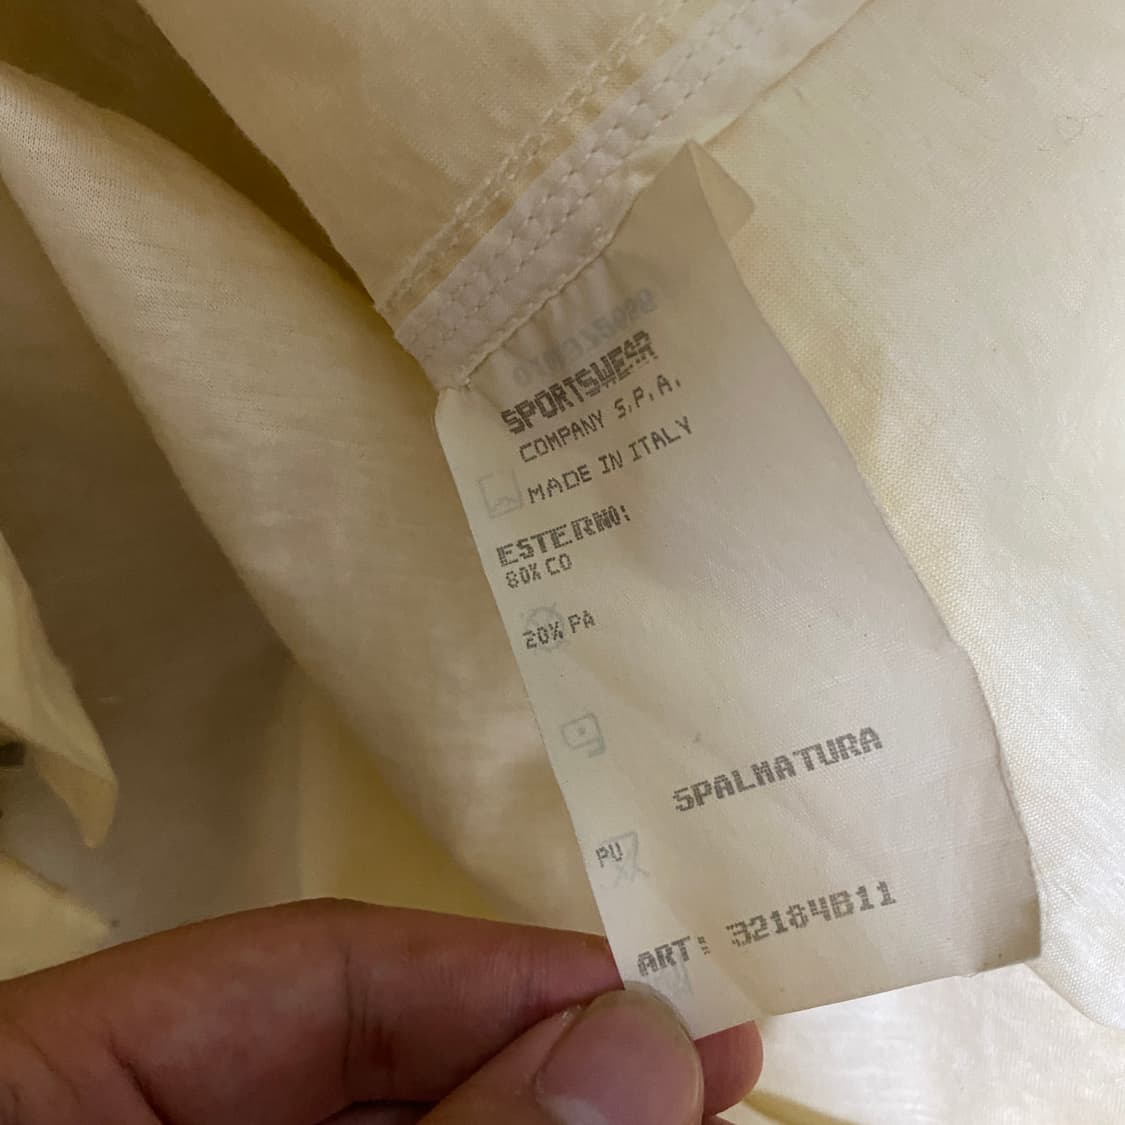 SPORTSWEAR
COMPANY S.P.A.
MADE IN ITALY
ESTERNO:
80% CO
20% PA
SPALMATURA
PU
ART: 32184B11